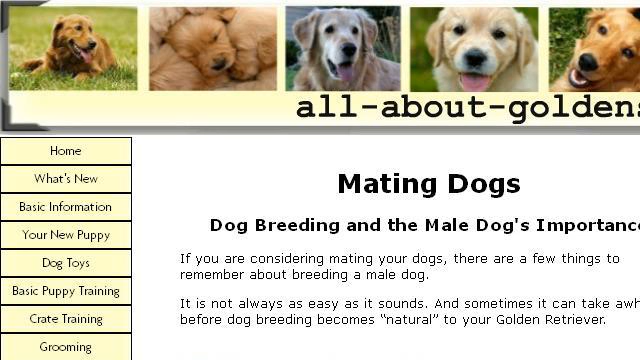 all-about-goldens
Home
What's New
Basic Information
Your New Puppy
Dog Toys
Basic Puppy Training
Crate Training
Grooming
Mating Dogs
Dog Breeding and the Male Dog's Importance
If you are considering mating your dogs, there are a few things to
remember about breeding a male dog.
It is not always as easy as it sounds. And sometimes it can take awh
before dog breeding becomes “natural” to your Golden Retriever.